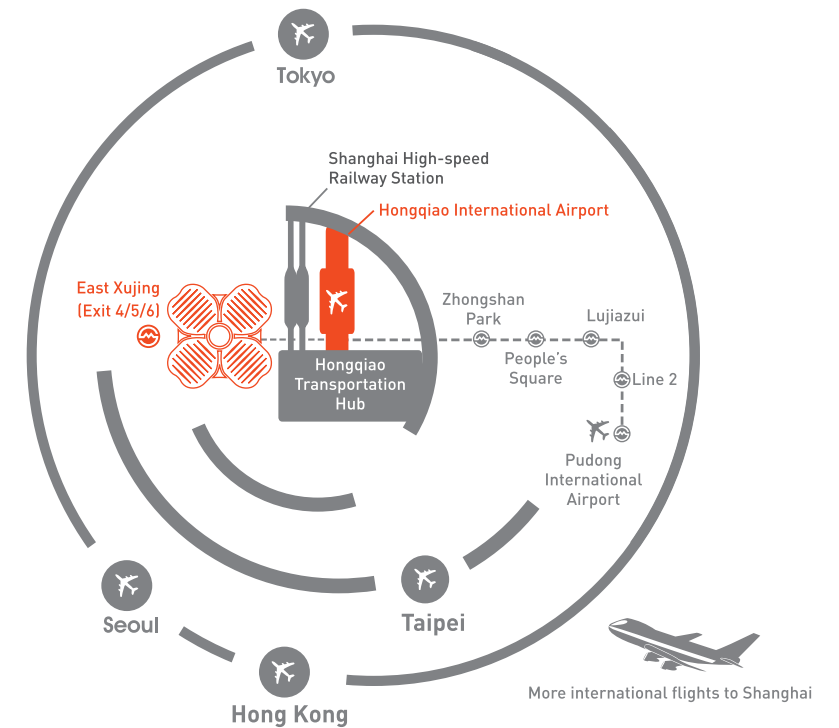 Tokyo
Shanghai High-speed
Railway Station
Hongqiao International Airport
East Xujing
(Exit 4/5/6)
Zhongshan
Park
Lujiazui
People's
Square
Line 2
Hongqiao
Transportation
Hub
Pudong
International
Airport
Seoul
Taipei
Hong Kong
More international flights to Shanghai